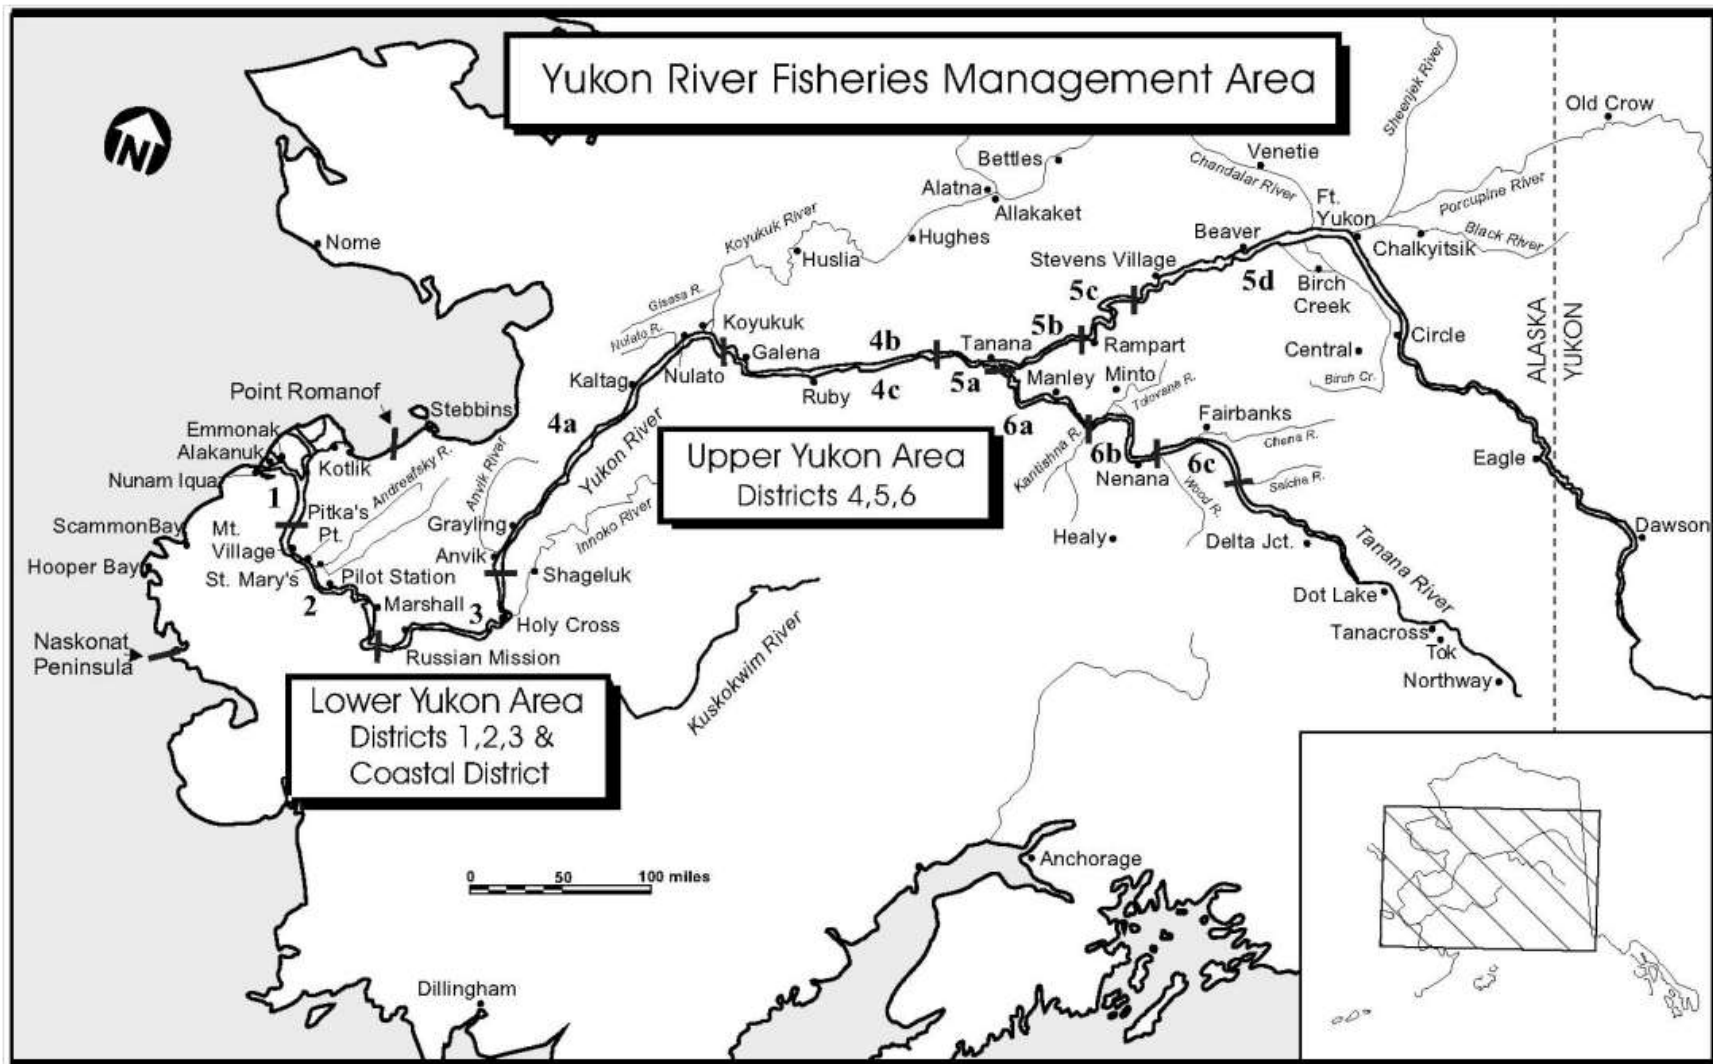 Yukon River Fisheries Management Area
N
Sheenjek River
Old Crow
Bettles
Venetie
Chandalar River
Alatna
Allakaket
Ft.
Yukon
Porcupine River
Koyukuk River
Hughes
Beaver
Chalkyitsik
Black River
Nome
Huslia
Stevens Village
5c
5d
Birch
Creek
Gisasa R.
Nulato R.
Koyukuk
Galena
4b
Tanana
5b
Rampart
Central
Circle
ALASKA
YUKON
Kaltag
Nulato
Ruby
4c
5a
Manley
Minto
Tolovana R.
Birch Cr.
Point Romanof
Stebbins
4a
Yukon River
6a
Fairbanks
Chena R.
Emmonak
Alakanuk
Kotlik
Nunam Iqua
Andreafsky R.
Anvik River
Upper Yukon Area
Districts 4,5,6
Kantishna R.
6b
Nenana
6c
Wood R.
Salcha R.
Eagle
1
Pitka's
Pt.
Grayling
Innoko River
ScammonBay
Mt.
Village
Anvik
Healy
Delta Jct.
Tanana River
Dawson
Hooper Bay
St. Mary's
Pilot Station
Shageluk
2
Marshall
3
Holy Cross
Dot Lake
Naskonat
Peninsula
Russian Mission
Kuskokwim River
Tanacross
Tok
Northway
Lower Yukon Area
Districts 1,2,3 &
Coastal District
Anchorage
0 50 100 miles
Dillingham